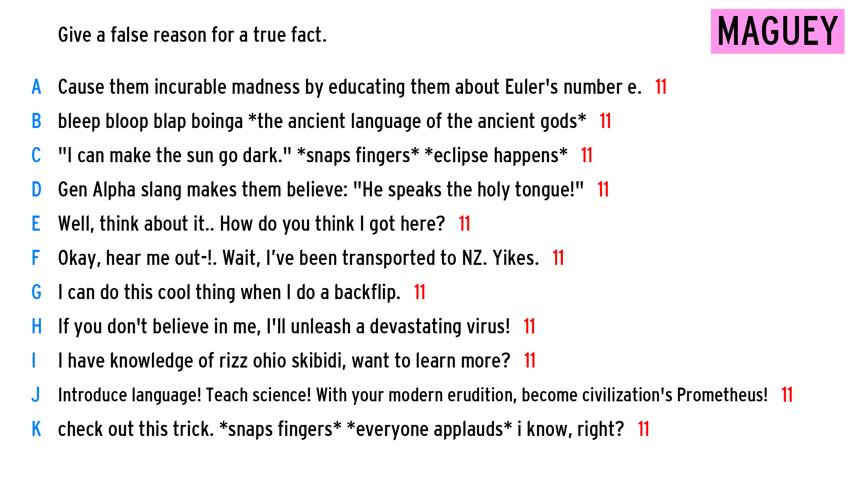 Give a false reason for a true fact.
MAGUEY
A Cause them incurable madness by educating them about Euler's number e. 11
B bleep bloop blap boinga *the ancient language of the ancient gods* 11
C "I can make the sun go dark." *snaps fingers* *eclipse happens* 11
D Gen Alpha slang makes them believe: "He speaks the holy tongue!" 11
E Well, think about it.. How do you think I got here? 11
F Okay, hear me out-!. Wait, I've been transported to NZ. Yikes. 11
G I can do this cool thing when I do a backflip. 11
H If you don't believe in me, I'll unleash a devastating virus! 11
I I have knowledge of rizz ohio skibidi, want to learn more? 11
J Introduce language! Teach science! With your modern erudition, become civilization's Prometheus! 11
K check out this trick. *snaps fingers* *everyone applauds* i know, right? 11